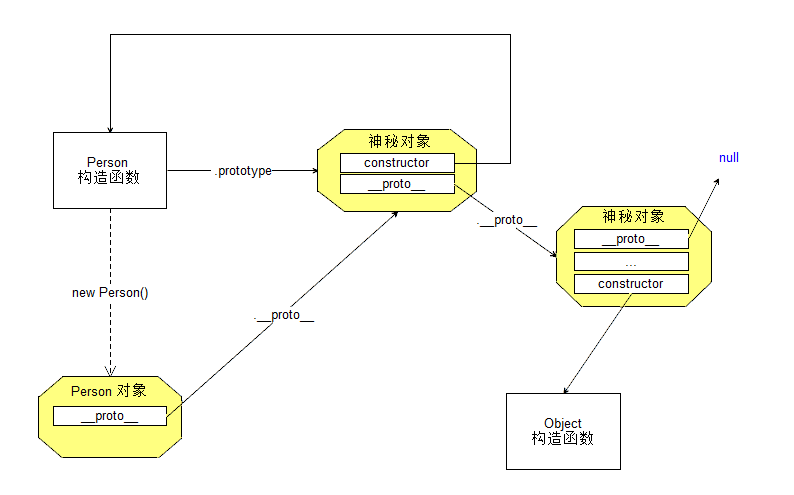 神秘对象
constructor
__proto__
Person
构造函数
.prototype
null
.__proto__
神秘对象
__proto__
...
constructor
new Person()
.__proto__
Person 对象
__proto__
Object
构造函数